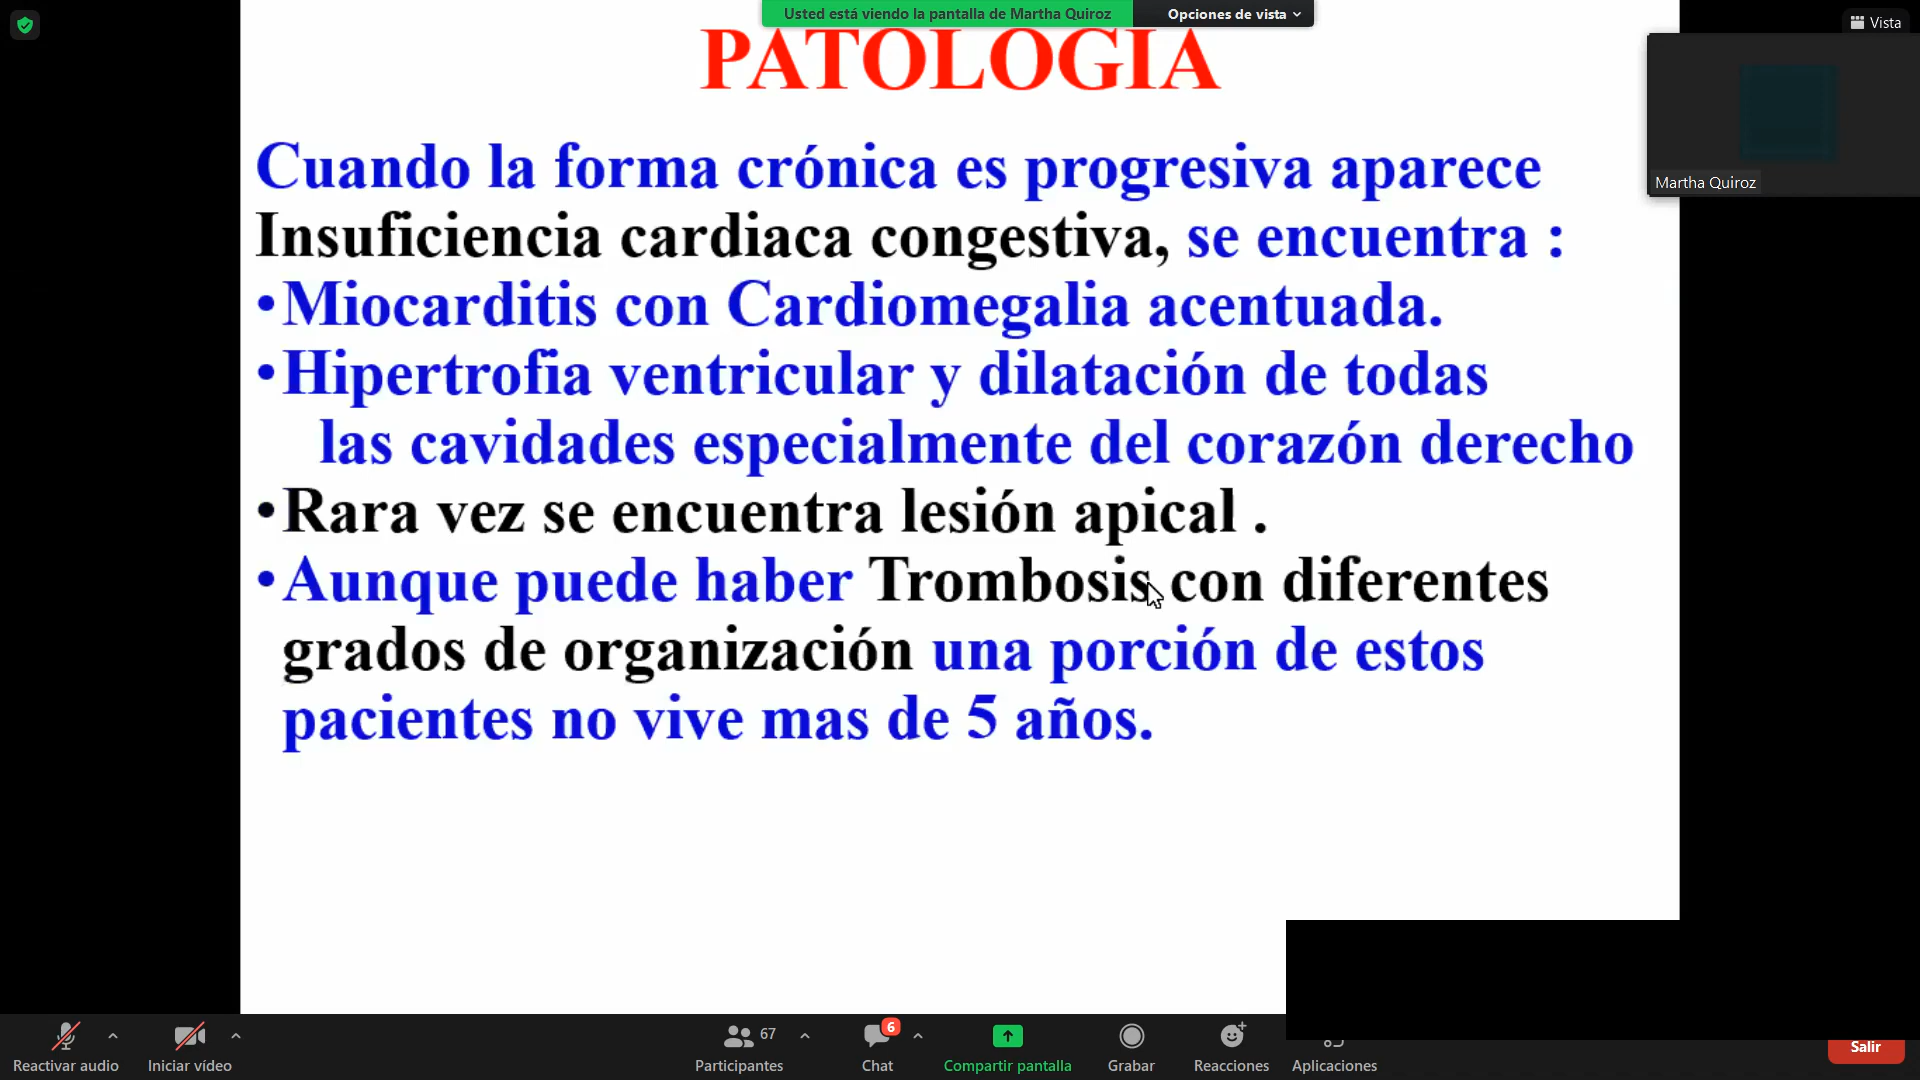 Usted está viendo la pantalla de Martha Quiroz
Opciones de vista
Vista
PATOLOGIA
Martha Quiroz
Cuando la forma crónica es progresiva aparece
Insuficiencia cardiaca congestiva, se encuentra :
•Miocarditis con Cardiomegalia acentuada.
•Hipertrofia ventricular y dilatación de todas
las cavidades especialmente del corazón derecho
•Rara vez se encuentra lesión apical .
•Aunque puede haber Trombosis con diferentes
grados de organización una porción de estos
pacientes no vive mas de 5 años.
Reactivar audio
Iniciar vídeo
67
Participantes
6
Chat
Compartir pantalla
Grabar
Reacciones
Aplicaciones
Salir